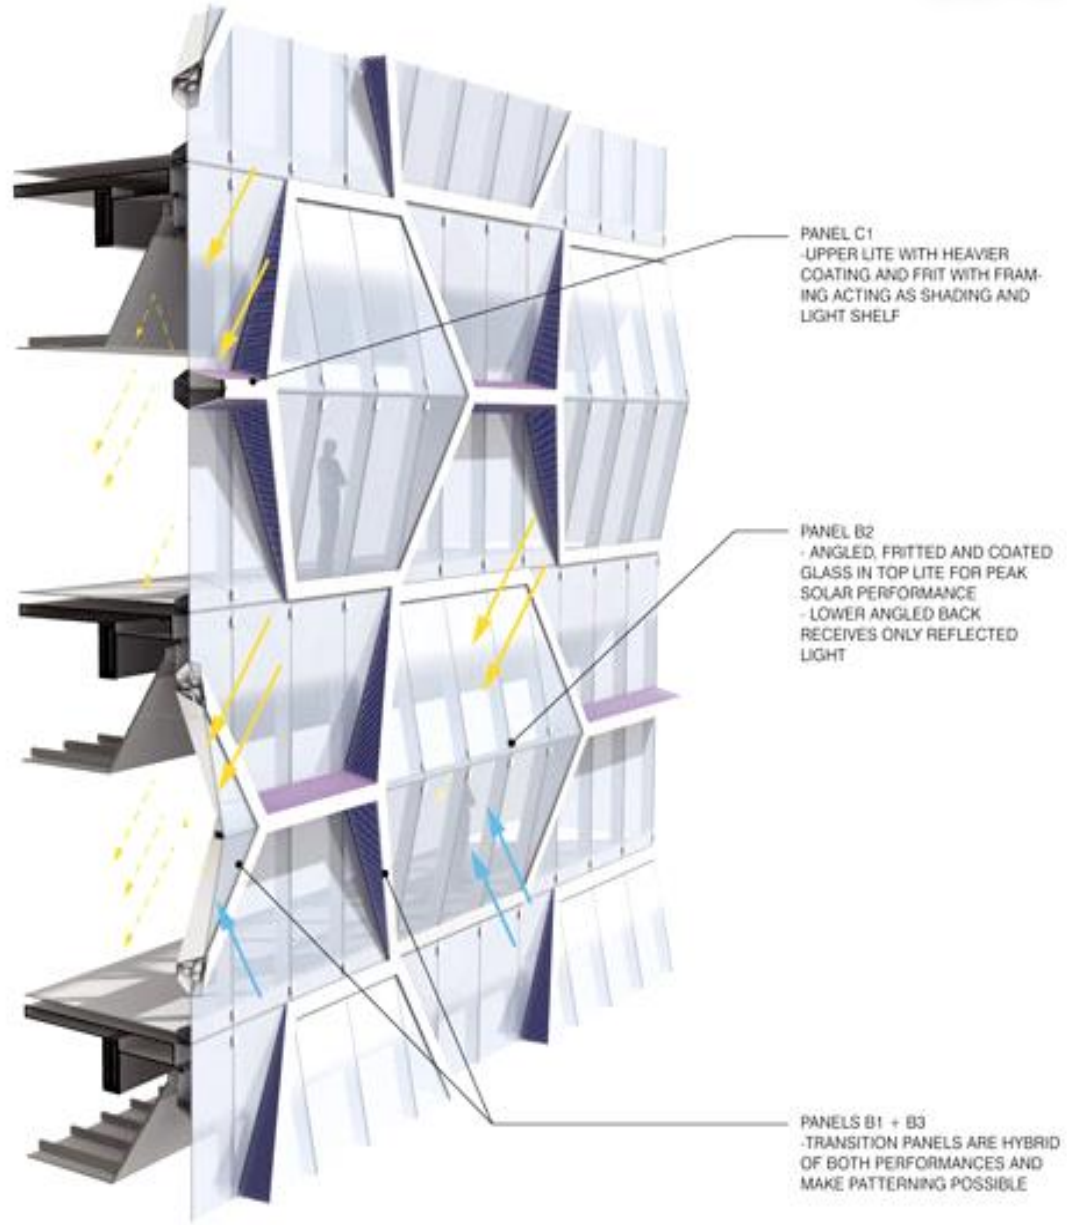 PANEL C1
-UPPER LITE WITH HEAVIER
COATING AND FRIT WITH FRAM-
ING ACTING AS SHADING AND
LIGHT SHELF
PANEL B2
- ANGLED, FRITTED AND COATED
GLASS IN TOP LITE FOR PEAK
SOLAR PERFORMANCE
- LOWER ANGLED BACK
RECEIVES ONLY REFLECTED
LIGHT
PANELS B1 + B3
-TRANSITION PANELS ARE HYBRID
OF BOTH PERFORMANCES AND
MAKE PATTERNING POSSIBLE